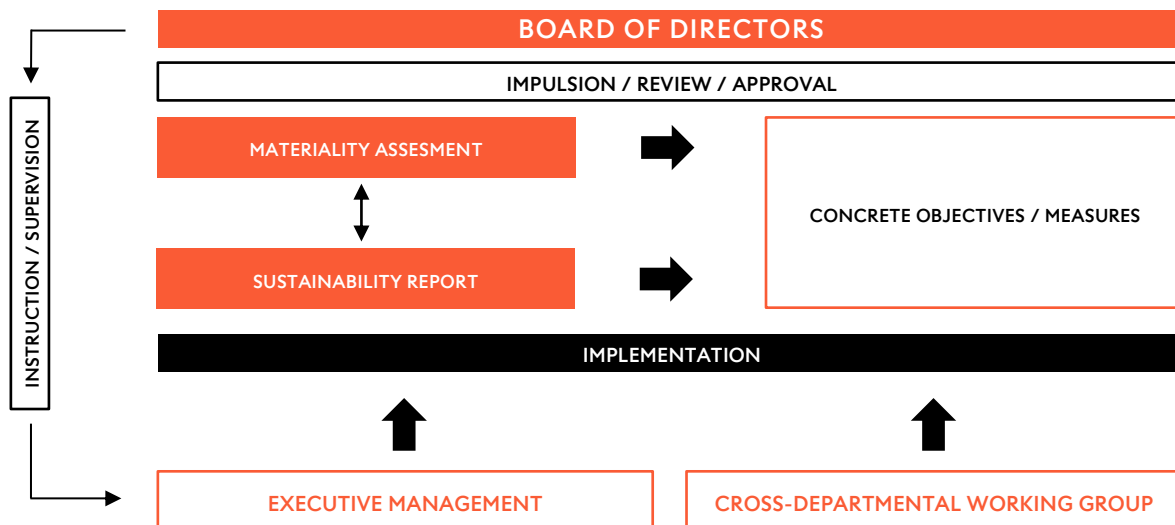 BOARD OF DIRECTORS
IMPULSION / REVIEW / APPROVAL
INSTRUCTION / SUPERVISION
MATERIALITY ASSESMENT
CONCRETE OBJECTIVES / MEASURES
SUSTAINABILITY REPORT
IMPLEMENTATION
EXECUTIVE MANAGEMENT
CROSS-DEPARTMENTAL WORKING GROUP